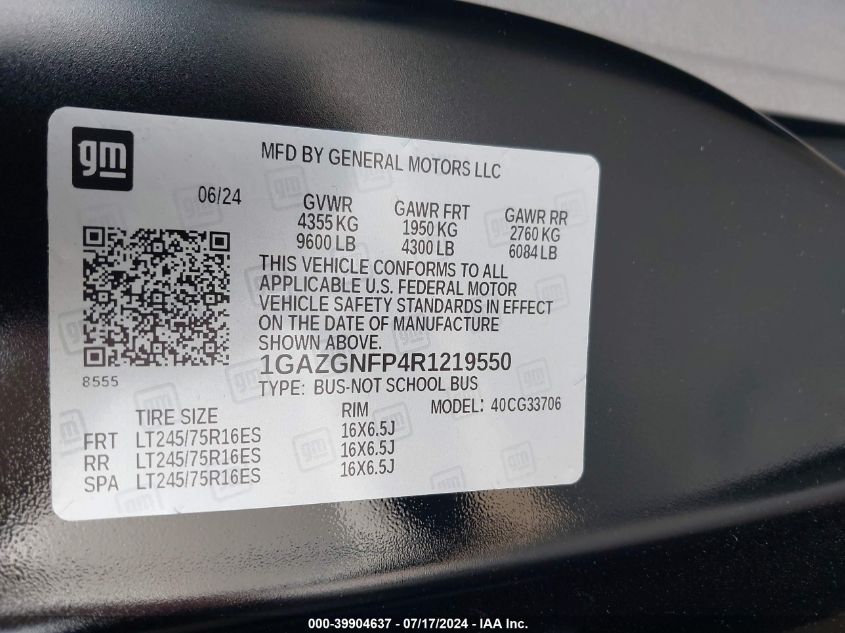 gm
MFD BY GENERAL MOTORS LLC
06/24
GVWR GAWR FRT GAWR RR
4355 KG 1950 KG 2760 KG
9600 LB 4300 LB 6084 LB
THIS VEHICLE CONFORMS TO ALL
APPLICABLE U.S. FEDERAL MOTOR
VEHICLE SAFETY STANDARDS IN EFFECT
ON THE DATE OF MANUFACTURE
SHOWN ABOVE.
1GAZGNFP4R1219550
8555
TYPE: BUS-NOT SCHOOL BUS
TIRE SIZE RIM MODEL: 40CG33706
FRT LT245/75R16ES 16X6.5J
RR LT245/75R16ES 16X6.5J
SPA LT245/75R16ES 16X6.5J
000-39904637 - 07/17/2024 - IAA Inc.